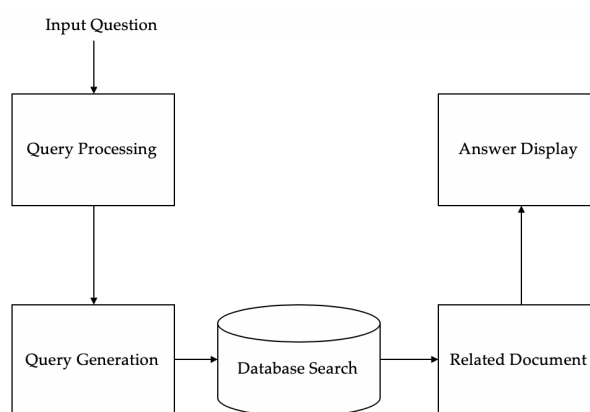 Input Question
Query Processing
Answer Display
Query Generation
Database Search
Related Document